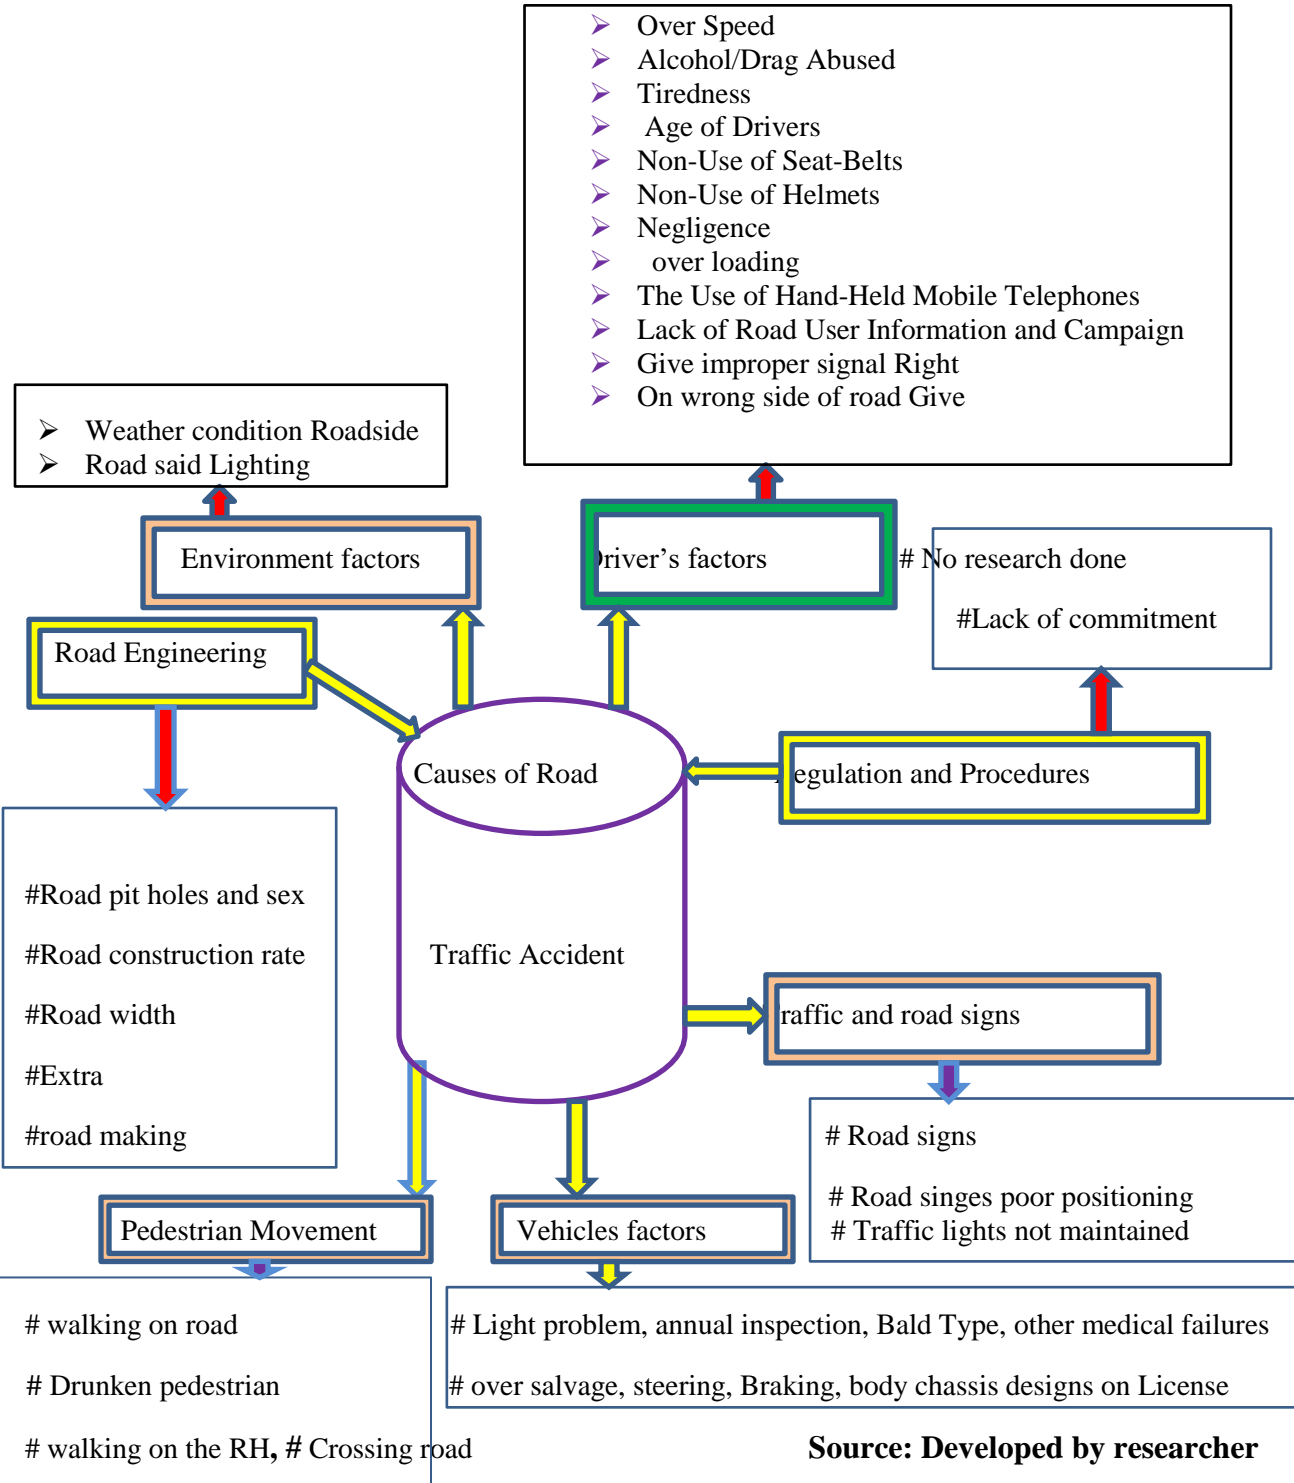 Over Speed
Alcohol/Drag Abused
Tiredness
Age of Drivers
Non-Use of Seat-Belts
Non-Use of Helmets
Negligence
over loading
The Use of Hand-Held Mobile Telephones
Lack of Road User Information and Campaign
Give improper signal Right
On wrong side of road Give
Weather condition Roadside
Road said Lighting
Environment factors
Driver's factors
# No research done
#Lack of commitment
Road Engineering
Causes of Road
Regulation and Procedures
#Road pit holes and sex
#Road construction rate
#Road width
#Extra
#road making
Traffic Accident
Traffic and road signs
# Road signs
# Road singes poor positioning
# Traffic lights not maintained
Pedestrian Movement
Vehicles factors
# walking on road
# Drunken pedestrian
# walking on the RH, # Crossing road
# Light problem, annual inspection, Bald Type, other medical failures
# over salvage, steering, Braking, body chassis designs on License
Source: Developed by researcher